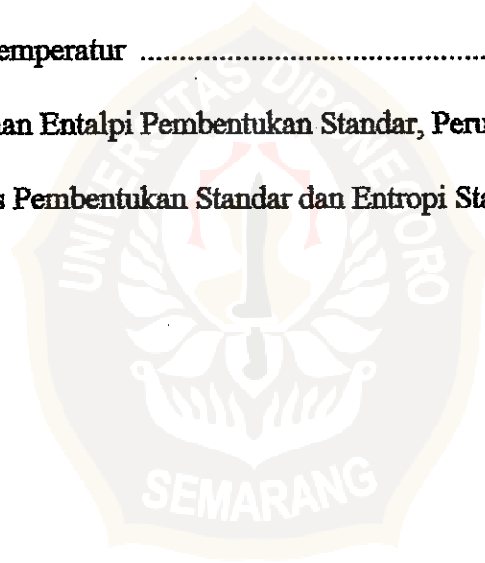 emperatur ................................................
an Entalpi Pembentukan Standar, Peru
s Pembentukan Standar dan Entropi Sta
UNIVERSITAS DIPONEGORO
SEMARANG